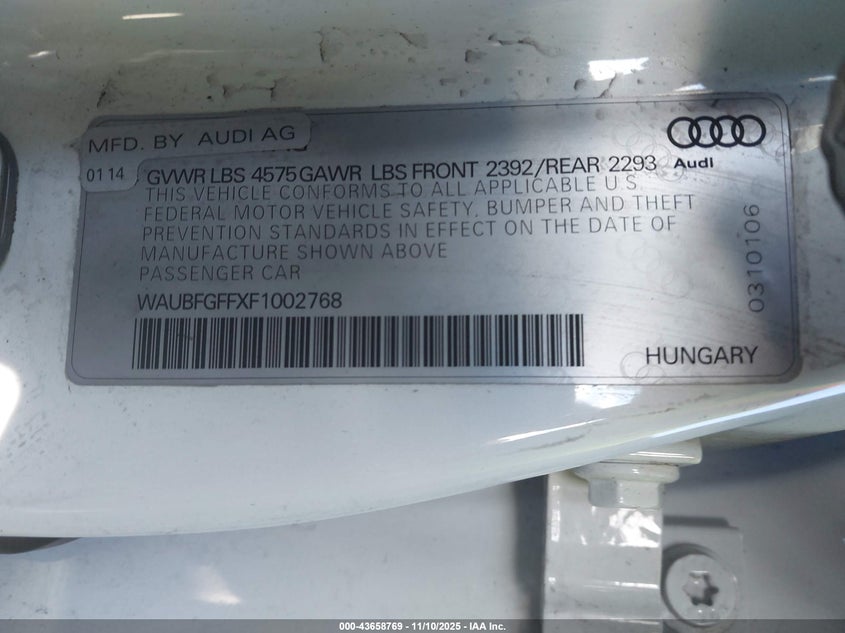 MFD. BY AUDI AG
01 14 GVWR LBS 4575 GAWR LBS FRONT 2392/REAR 2293
Audi
THIS VEHICLE CONFORMS TO ALL APPLICABLE U.S.
FEDERAL MOTOR VEHICLE SAFETY, BUMPER AND THEFT
PREVENTION STANDARDS IN EFFECT ON THE DATE OF
MANUFACTURE SHOWN ABOVE
PASSENGER CAR
WAUBFGFFXF1002768
0310106
HUNGARY
000-43658769 - 11/10/2025 - IAA Inc.